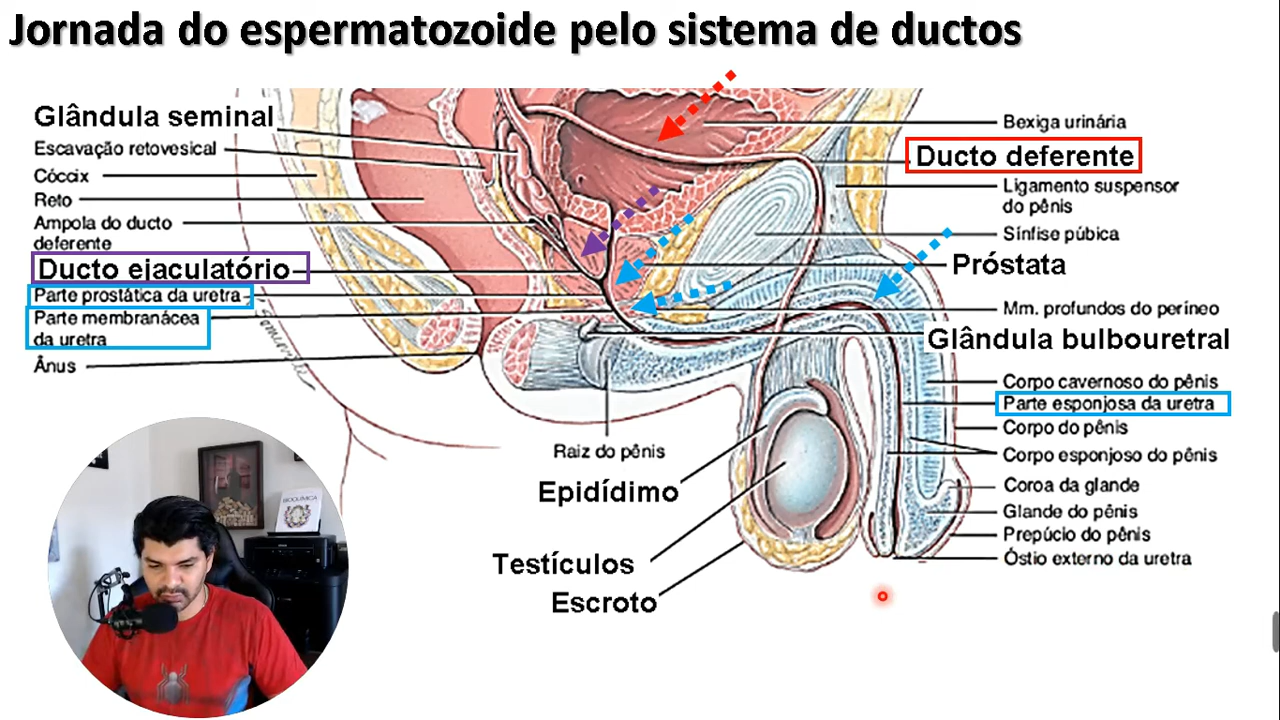 Jornada do espermatozoide pelo sistema de ductos
Glândula seminal
Escavação retovesical
Cóccix
Reto
Ampola do ducto
deferente
Ducto ejaculatório
Parte prostática da uretra
Parte membranácea
da uretra
Ânus
Bexiga urinária
Ducto deferente
Ligamento suspensor
do pênis
Sínfise púbica
Próstata
Mm. profundos do períneo
Glândula bulbouretral
Corpo cavernoso do pênis
Parte esponjosa da uretra
Corpo do pênis
Corpo esponjoso do pênis
Coroa da glande
Glande do pênis
Prepúcio do pênis
Óstio externo da uretra
Raiz do pênis
Epidídimo
Testículos
Escroto
BIOQUÍMICA